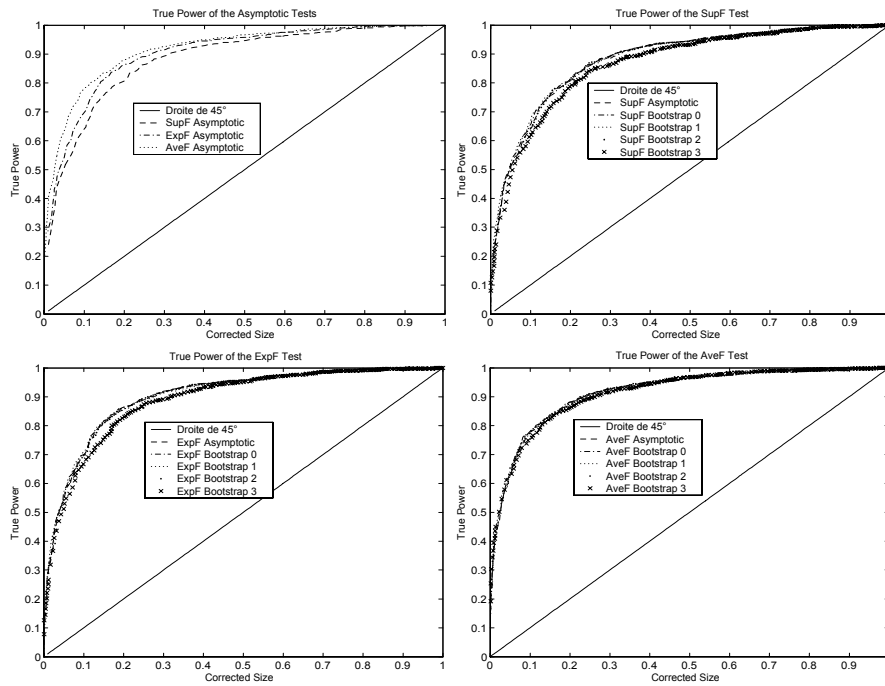 True Power of the Asymptotic Tests
1
0.9
0.8
0.7
0.6
0.5
0.4
0.3
0.2
0.1
0
True Power
Droite de 45°
SupF Asymptotic
ExpF Asymptotic
AveF Asymptotic
0 0.1 0.2 0.3 0.4 0.5 0.6 0.7 0.8 0.9 1
Corrected Size
True Power of the SupF Test
1
0.9
0.8
0.7
0.6
0.5
0.4
0.3
0.2
0.1
0
True Power
Droite de 45°
SupF Asymptotic
SupF Bootstrap 0
SupF Bootstrap 1
SupF Bootstrap 2
SupF Bootstrap 3
0 0.1 0.2 0.3 0.4 0.5 0.6 0.7 0.8 0.9
Corrected Size
True Power of the ExpF Test
1
0.9
0.8
0.7
0.6
0.5
0.4
0.3
0.2
0.1
0
True Power
Droite de 45°
ExpF Asymptotic
ExpF Bootstrap 0
ExpF Bootstrap 1
ExpF Bootstrap 2
ExpF Bootstrap 3
0 0.1 0.2 0.3 0.4 0.5 0.6 0.7 0.8 0.9 1
Corrected Size
True Power of the AveF Test
1
0.9
0.8
0.7
0.6
0.5
0.4
0.3
0.2
0.1
0
True Power
Droite de 45°
AveF Asymptotic
AveF Bootstrap 0
AveF Bootstrap 1
AveF Bootstrap 2
AveF Bootstrap 3
0 0.1 0.2 0.3 0.4 0.5 0.6 0.7 0.8 0.9
Corrected Size